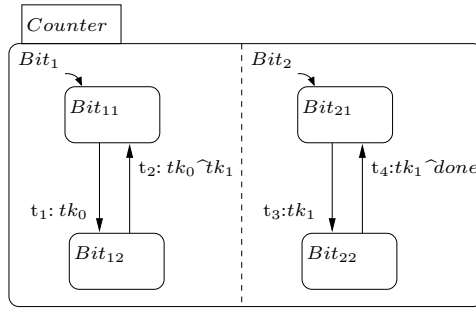 Counter
Bit₁
Bit₁₁
t₂: tk₀^tk₁
t₁: tk₀
Bit₁₂
Bit₂
Bit₂₁
t₄:tk₁^done
t₃:tk₁
Bit₂₂